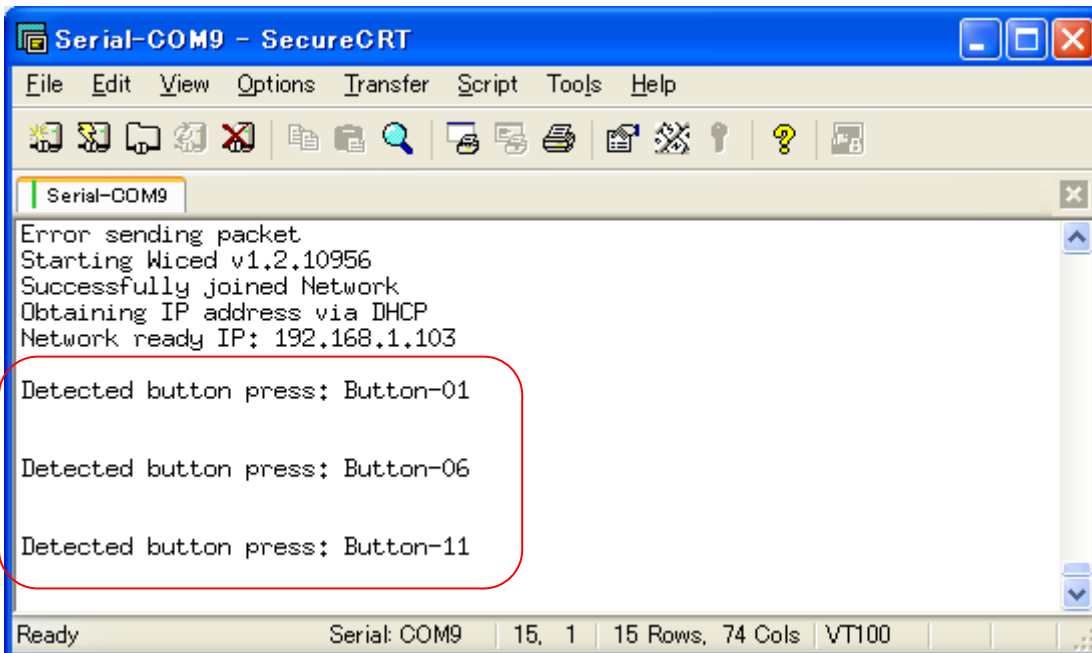 Serial-COM9 - SecureCRT
File Edit View Options Transfer Script Tools Help
Serial-COM9
Error sending packet
Starting Wiced v1.2.10956
Successfully joined Network
Obtaining IP address via DHCP
Network ready IP: 192.168.1.103
Detected button press: Button-01
Detected button press: Button-06
Detected button press: Button-11
Ready Serial: COM9 15, 1 15 Rows, 74 Cols VT100